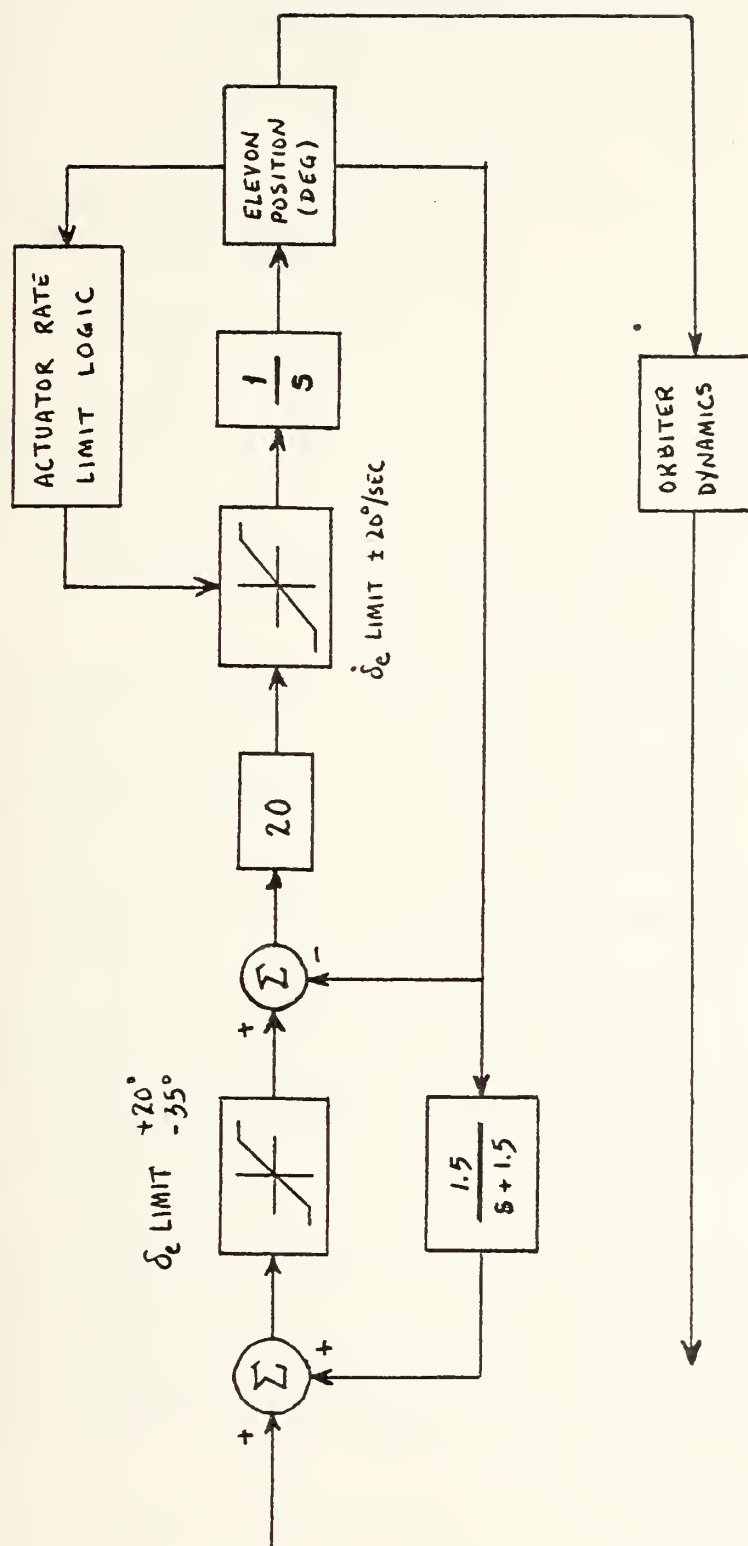 ACTUATOR RATE
LIMIT LOGIC
δe LIMIT +20°
-35°
+
Σ
+
+
Σ
-
20
1
s
ELEVON
POSITION
(DEG)
δ̇e LIMIT ± 20°/SEC
1.5
s + 1.5
ORBITER
DYNAMICS